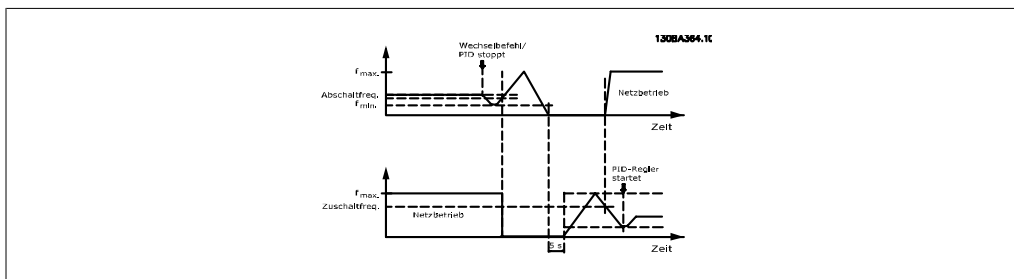 130BA364.10
Wechselbefehl/
PID stoppt
fmax.
Abschaltfreq.
fmin.
Netzbetrieb
Zeit
PID-Regler
startet
fmax.
Zuschaltfreq.
Netzbetrieb
5 s
Zeit